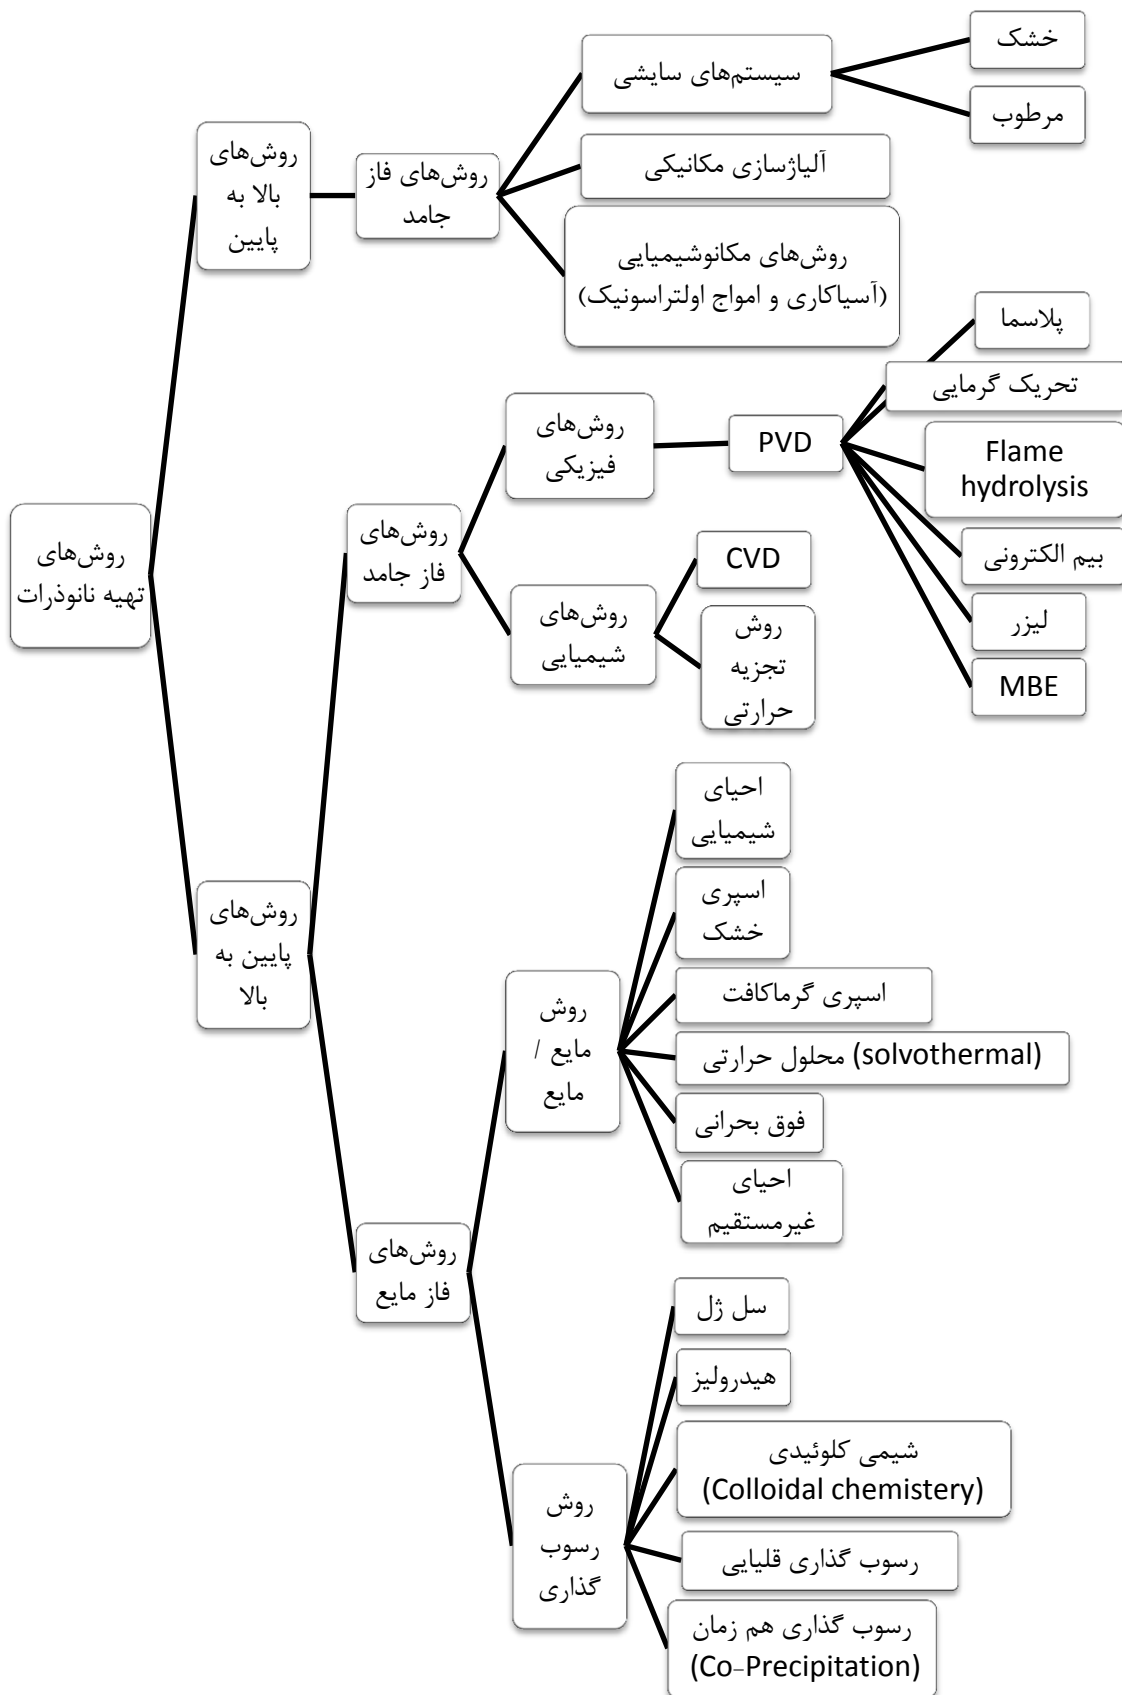 روش‌های
تهیه نانوذرات
روش‌های
بالا به
پایین
روش‌های فاز
جامد
سیستم‌های سایشی
خشک
مرطوب
آلیاژسازی مکانیکی
روش‌های مکانوشیمیایی
(آسیاکاری و امواج اولتراسونیک)
روش‌های
پایین به
بالا
روش‌های
فاز جامد
روش‌های
فیزیکی
PVD
پلاسما
تحریک گرمایی
Flame
hydrolysis
بیم الکترونی
لیزر
MBE
روش‌های
شیمیایی
CVD
روش
تجزیه
حرارتی
روش‌های
فاز مایع
روش
مایع /
مایع
احیای
شیمیایی
اسپری
خشک
اسپری گرماکافت
محلول حرارتی (solvothermal)
فوق بحرانی
احیای
غیرمستقیم
روش
رسوب
گذاری
سل ژل
هیدرولیز
شیمی کلوئیدی
(Colloidal chemistery)
رسوب گذاری قلیایی
رسوب گذاری هم زمان
(Co-Precipitation)